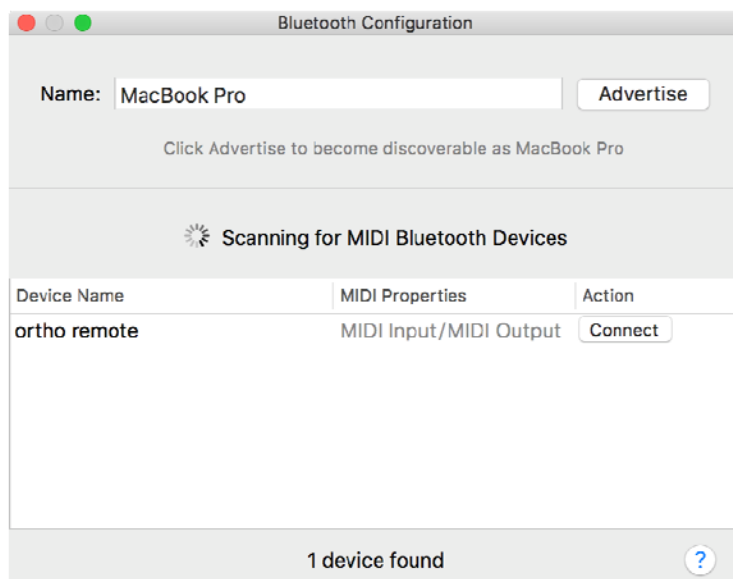 Bluetooth Configuration
Name: MacBook Pro Advertise
Click Advertise to become discoverable as MacBook Pro
Scanning for MIDI Bluetooth Devices
Device Name MIDI Properties Action
ortho remote MIDI Input/MIDI Output Connect
1 device found ?